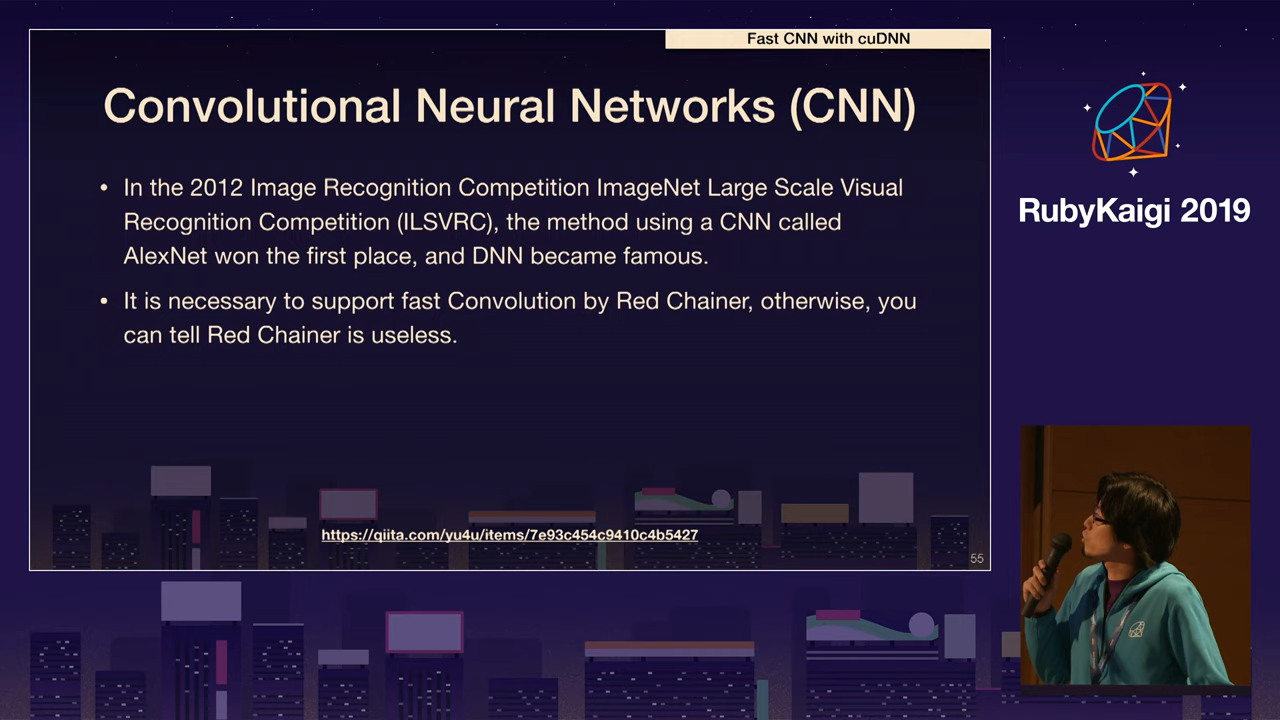 Fast CNN with cuDNN
Convolutional Neural Networks (CNN)
• In the 2012 Image Recognition Competition ImageNet Large Scale Visual
Recognition Competition (ILSVRC), the method using a CNN called
AlexNet won the first place, and DNN became famous.
• It is necessary to support fast Convolution by Red Chainer, otherwise, you
can tell Red Chainer is useless.
https://qiita.com/yu4u/items/7e93c454c9410c4b5427
55
RubyKaigi 2019